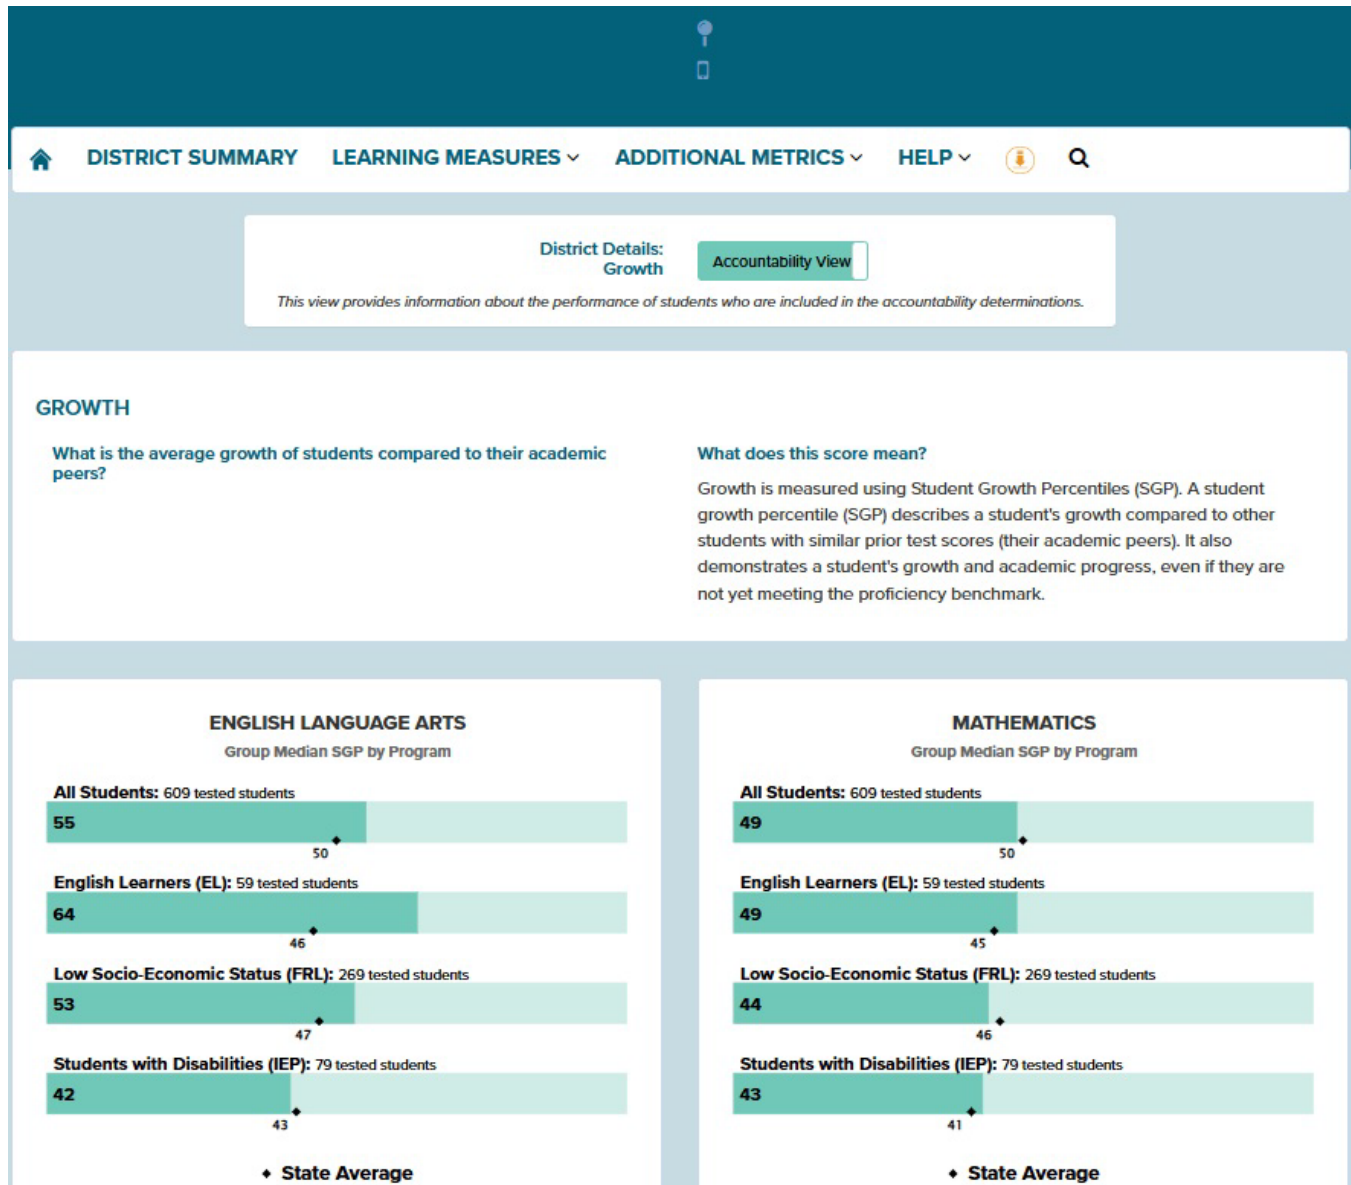 DISTRICT SUMMARY LEARNING MEASURES ADDITIONAL METRICS HELP
District Details:
Growth
Accountability View
This view provides information about the performance of students who are included in the accountability determinations.
GROWTH
What is the average growth of students compared to their academic
peers?
What does this score mean?
Growth is measured using Student Growth Percentiles (SGP). A student
growth percentile (SGP) describes a student's growth compared to other
students with similar prior test scores (their academic peers). It also
demonstrates a student's growth and academic progress, even if they are
not yet meeting the proficiency benchmark.
ENGLISH LANGUAGE ARTS
Group Median SGP by Program
All Students: 609 tested students
55
50
English Learners (EL): 59 tested students
64
46
Low Socio-Economic Status (FRL): 269 tested students
53
47
Students with Disabilities (IEP): 79 tested students
42
43
State Average
MATHEMATICS
Group Median SGP by Program
All Students: 609 tested students
49
50
English Learners (EL): 59 tested students
49
45
Low Socio-Economic Status (FRL): 269 tested students
44
46
Students with Disabilities (IEP): 79 tested students
43
41
State Average